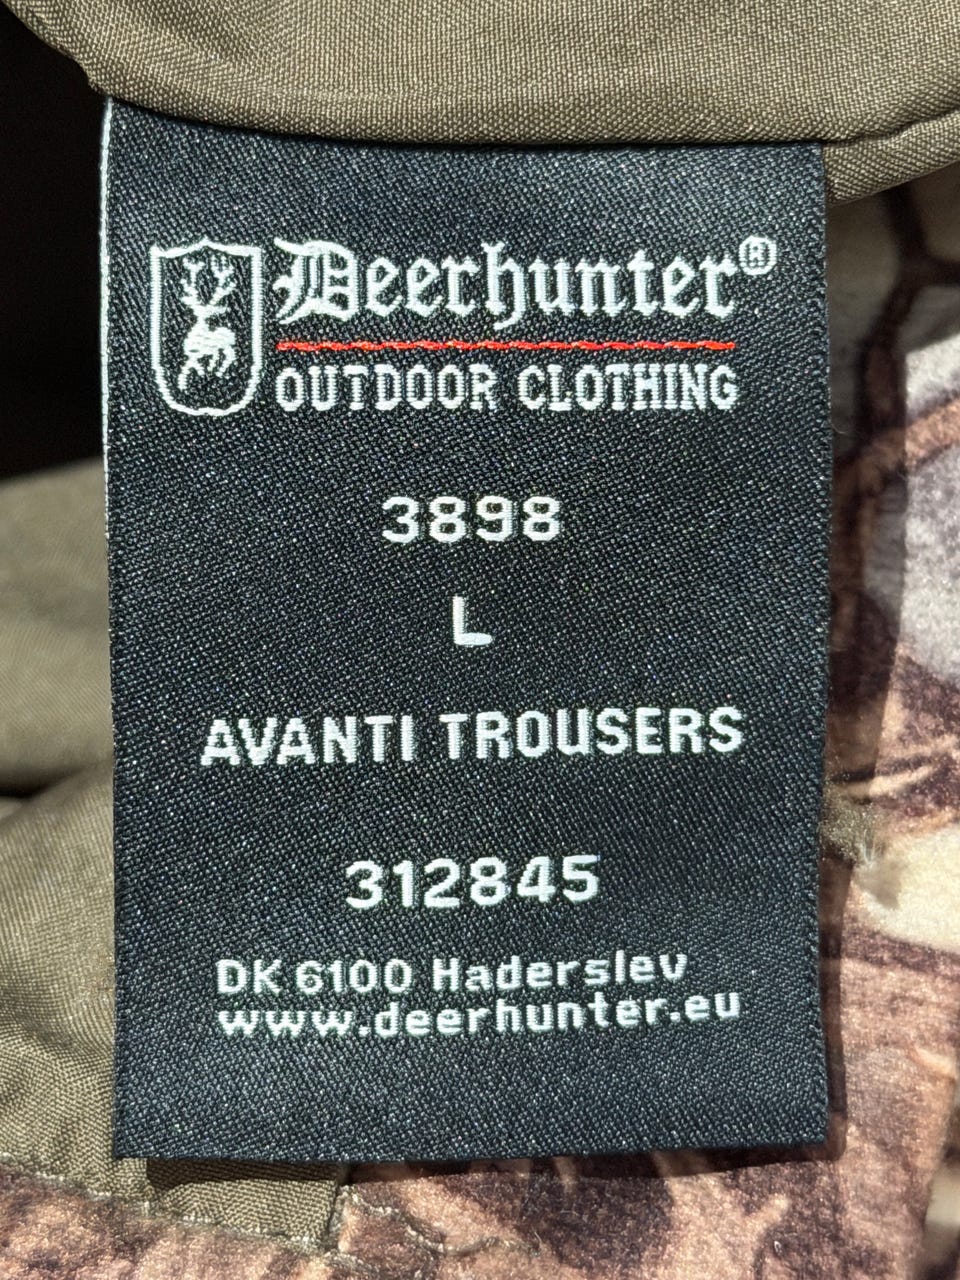 Deerhunter®
OUTDOOR CLOTHING
3898
L
AVANTI TROUSERS
312845
DK 6100 Haderslev
www.deerhunter.eu